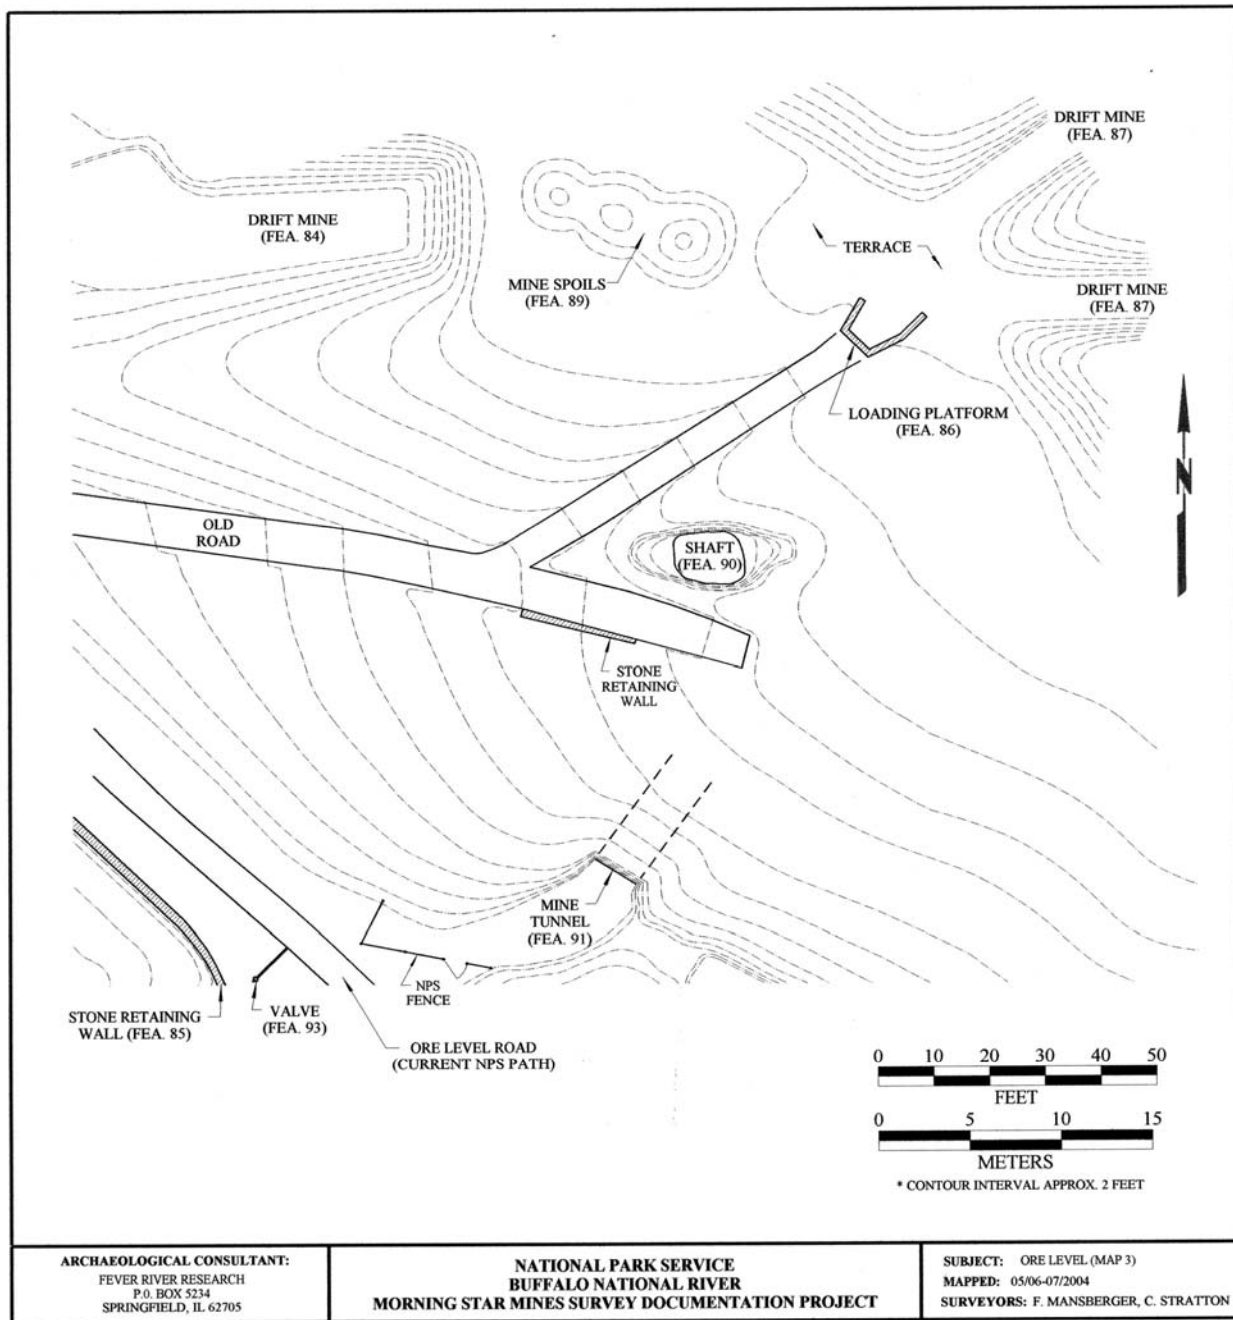 DRIFT MINE
(FEA. 87)
DRIFT MINE
(FEA. 84)
TERRACE
MINE SPOILS
(FEA. 89)
DRIFT MINE
(FEA. 87)
LOADING PLATFORM
(FEA. 86)
N
OLD
ROAD
SHAFT
(FEA. 90)
STONE
RETAINING
WALL
MINE
TUNNEL
(FEA. 91)
NPS
FENCE
STONE RETAINING
WALL (FEA. 85)
VALVE
(FEA. 93)
ORE LEVEL ROAD
(CURRENT NPS PATH)
0 10 20 30 40 50
FEET
0 5 10 15
METERS
* CONTOUR INTERVAL APPROX. 2 FEET
ARCHAEOLOGICAL CONSULTANT:
FEVER RIVER RESEARCH
P.O. BOX 5234
SPRINGFIELD, IL 62705
NATIONAL PARK SERVICE
BUFFALO NATIONAL RIVER
MORNING STAR MINES SURVEY DOCUMENTATION PROJECT
SUBJECT: ORE LEVEL (MAP 3)
MAPPED: 05/06-07/2004
SURVEYORS: F. MANSBERGER, C. STRATTON